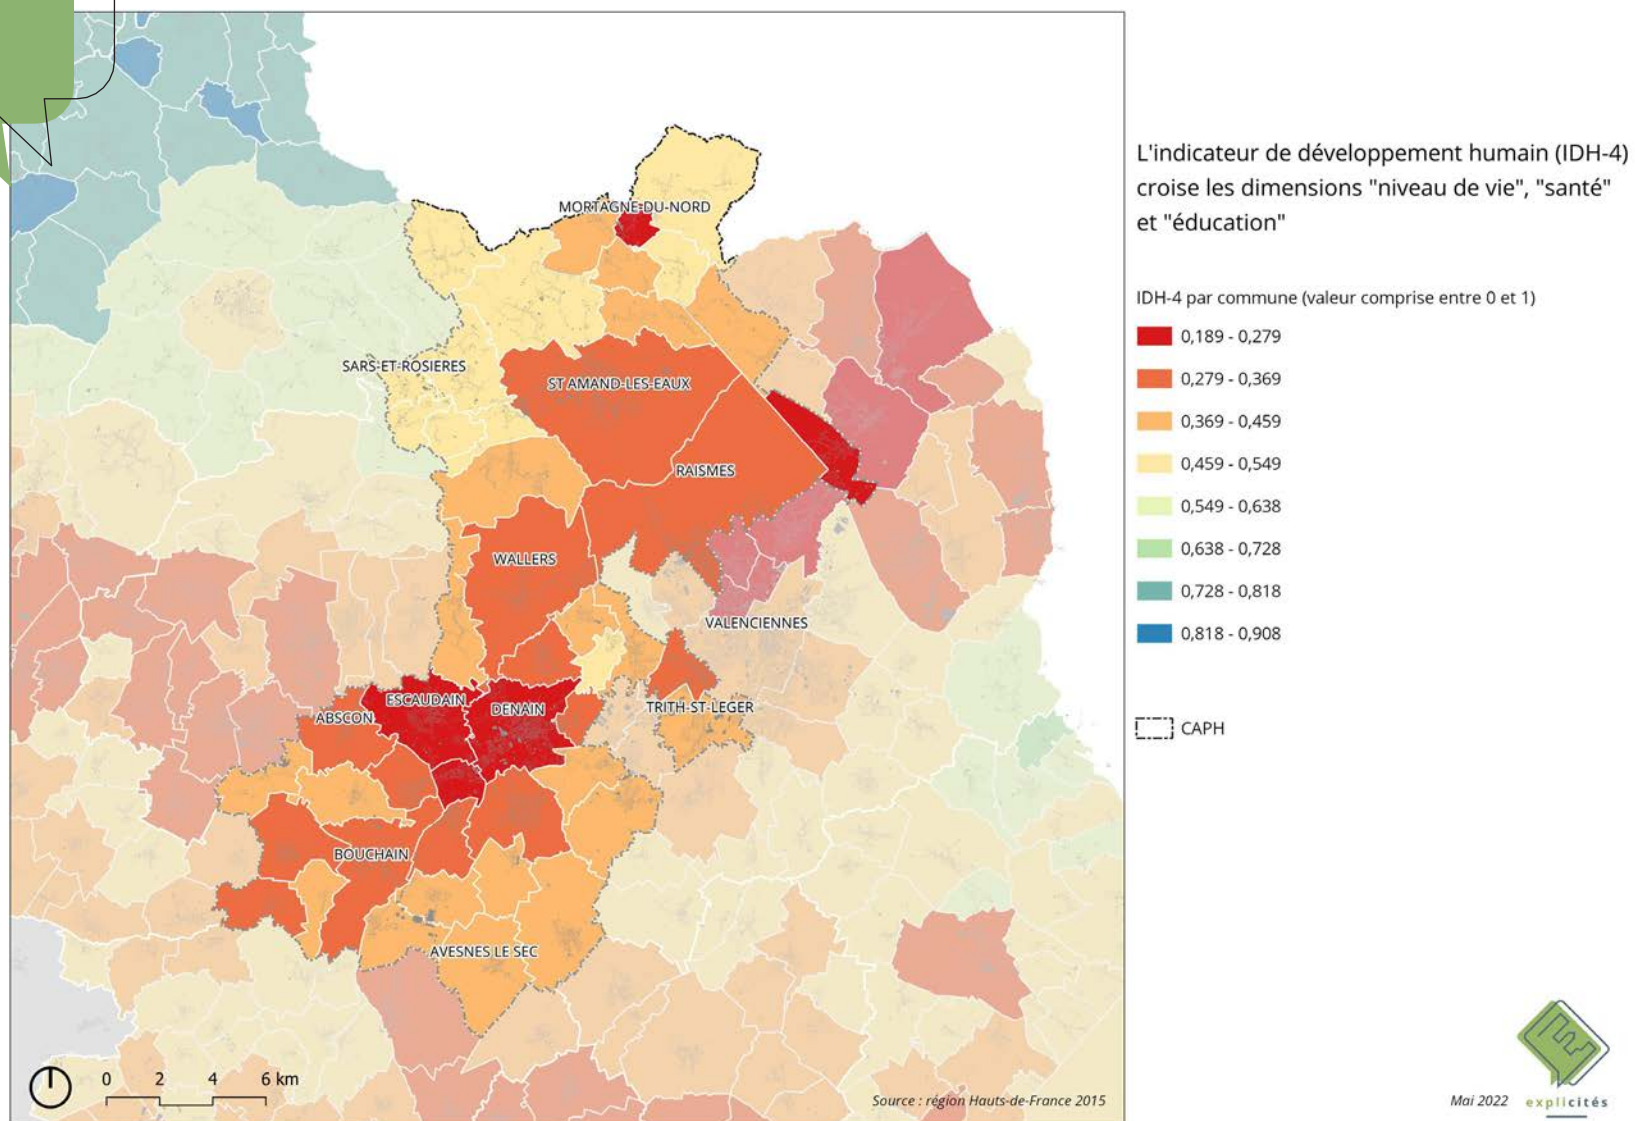 L'indicateur de développement humain (IDH-4)
croise les dimensions "niveau de vie", "santé"
et "éducation"
IDH-4 par commune (valeur comprise entre 0 et 1)
0,189 - 0,279
0,279 - 0,369
0,369 - 0,459
0,459 - 0,549
0,549 - 0,638
0,638 - 0,728
0,728 - 0,818
0,818 - 0,908
CAPH
MORTAGNE-DU-NORD
SARS-ET-ROSIERES
ST AMAND-LES-EAUX
RAISMES
WALLERS
VALENCIENNES
ESCAUDAIN
ABSCON
DENAIN
TRITH-ST-LEGER
BOUCHAIN
AVESNES LE SEC
0 2 4 6 km
Source : région Hauts-de-France 2015
Mai 2022
explicités